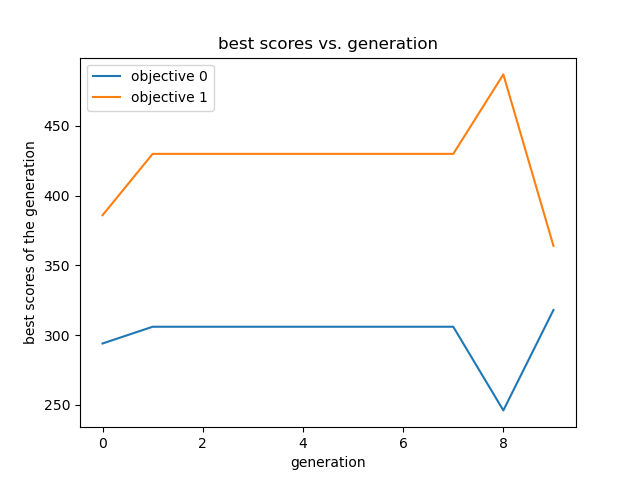 best scores vs. generation
objective 0
objective 1
best scores of the generation
450
400
350
300
250
0 2 4 6 8
generation